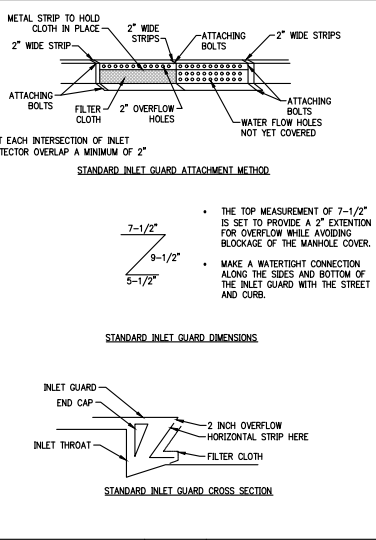 METAL STRIP TO HOLD
CLOTH IN PLACE
2" WIDE STRIP
2" WIDE
STRIPS
ATTACHING
BOLTS
2" WIDE STRIPS
ATTACHING
BOLTS
FILTER
CLOTH
2" OVERFLOW
HOLES
ATTACHING
BOLTS
WATER FLOW HOLES
NOT YET COVERED
T EACH INTERSECTION OF INLET
TECTOR OVERLAP A MINIMUM OF 2"
STANDARD INLET GUARD ATTACHMENT METHOD
7-1/2"
9-1/2"
5-1/2"
• THE TOP MEASUREMENT OF 7-1/2"
IS SET TO PROVIDE A 2" EXTENTION
FOR OVERFLOW WHILE AVOIDING
BLOCKAGE OF THE MANHOLE COVER.
• MAKE A WATERTIGHT CONNECTION
ALONG THE SIDES AND BOTTOM OF
THE INLET GUARD WITH THE STREET
AND CURB.
STANDARD INLET GUARD DIMENSIONS
INLET GUARD
END CAP
INLET THROAT
2 INCH OVERFLOW
HORIZONTAL STRIP HERE
FILTER CLOTH
STANDARD INLET GUARD CROSS SECTION